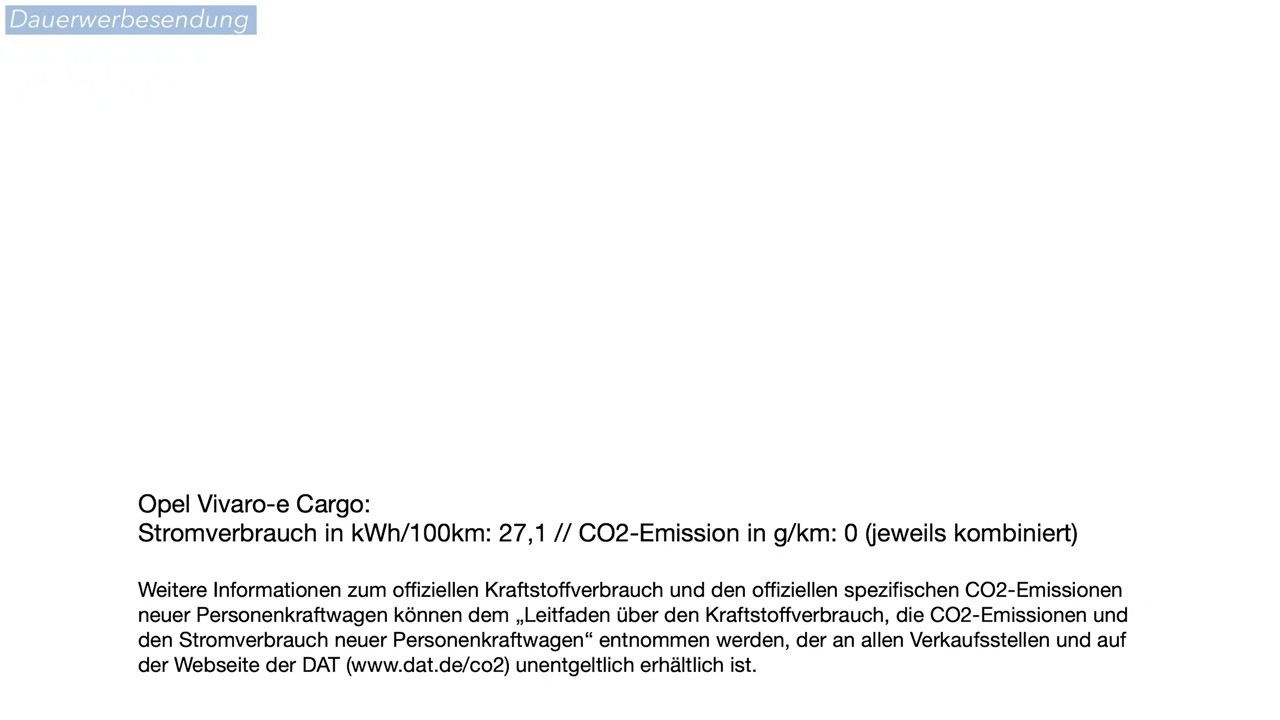 Dauerwerbesendung
Opel Vivaro-e Cargo:
Stromverbrauch in kWh/100km: 27,1 // CO2-Emission in g/km: 0 (jeweils kombiniert)
Weitere Informationen zum offiziellen Kraftstoffverbrauch und den offiziellen spezifischen CO2-Emissionen
neuer Personenkraftwagen können dem „Leitfaden über den Kraftstoffverbrauch, die CO2-Emissionen und
den Stromverbrauch neuer Personenkraftwagen“ entnommen werden, der an allen Verkaufsstellen und auf
der Webseite der DAT (www.dat.de/co2) unentgeltlich erhältlich ist.